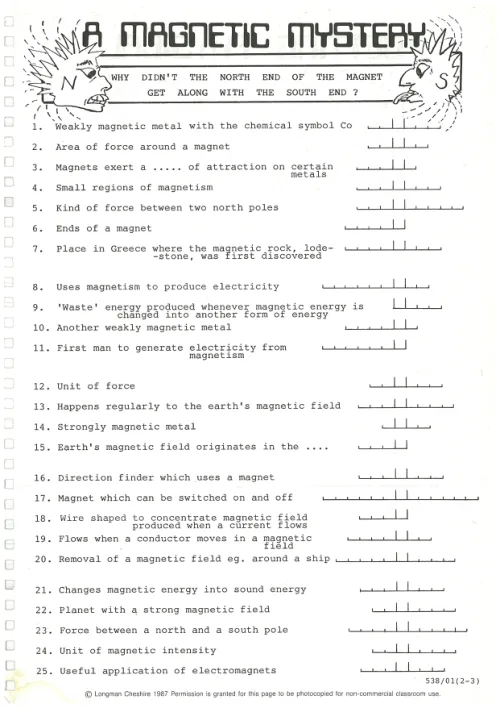 A MAGNETIC MYSTERY
N
S
WHY DIDN'T THE NORTH END OF THE MAGNET
GET ALONG WITH THE SOUTH END ?
1. Weakly magnetic metal with the chemical symbol Co
2. Area of force around a magnet
3. Magnets exert a ..... of attraction on certain
metals
4. Small regions of magnetism
5. Kind of force between two north poles
6. Ends of a magnet
7. Place in Greece where the magnetic rock, lode-
-stone, was first discovered
8. Uses magnetism to produce electricity
9. 'Waste' energy produced whenever magnetic energy is
changed into another form of energy
10. Another weakly magnetic metal
11. First man to generate electricity from
magnetism
12. Unit of force
13. Happens regularly to the earth's magnetic field
14. Strongly magnetic metal
15. Earth's magnetic field originates in the ....
16. Direction finder which uses a magnet
17. Magnet which can be switched on and off
18. Wire shaped to concentrate magnetic field
produced when a current flows
19. Flows when a conductor moves in a magnetic
field
20. Removal of a magnetic field eg. around a ship
21. Changes magnetic energy into sound energy
22. Planet with a strong magnetic field
23. Force between a north and a south pole
24. Unit of magnetic intensity
25. Useful application of electromagnets
538/01(2-3)
© Longman Cheshire 1987 Permission is granted for this page to be photocopied for non-commercial classroom use.